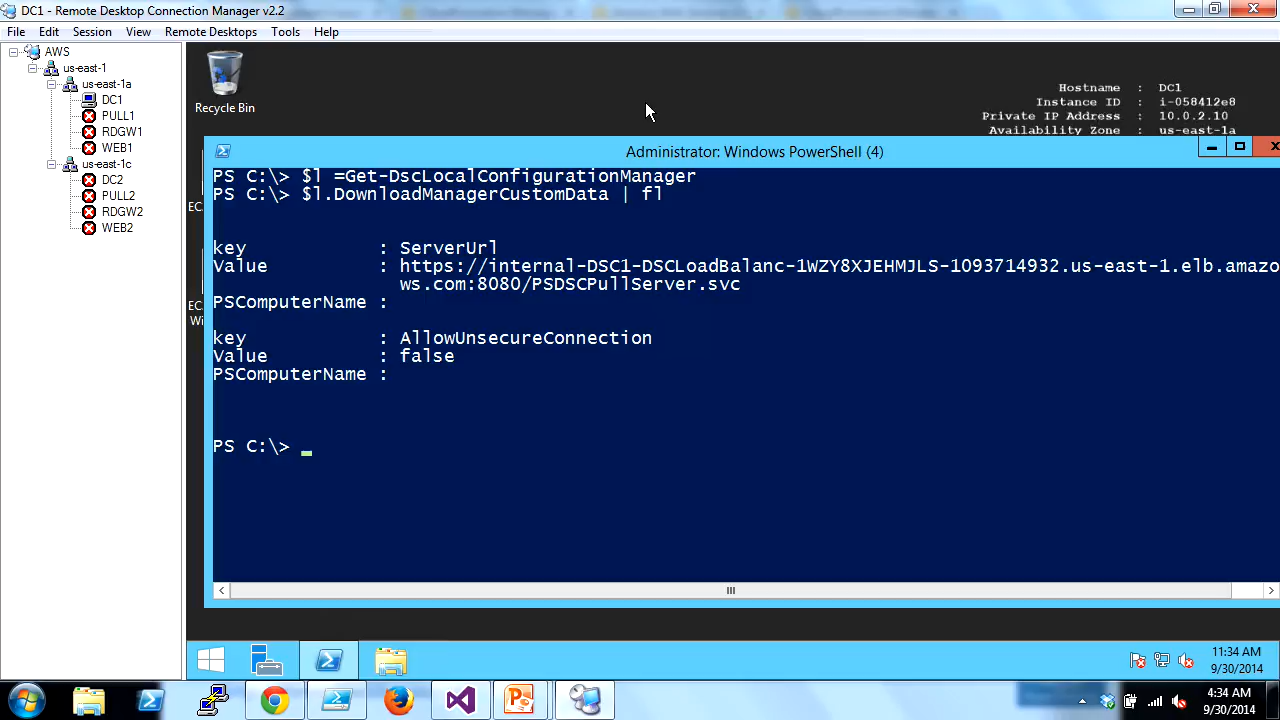 DC1 - Remote Desktop Connection Manager v2.2
File Edit Session View Remote Desktops Tools Help
AWS
us-east-1
us-east-1a
DC1
PULL1
RDGW1
WEB1
us-east-1c
DC2
PULL2
RDGW2
WEB2
Recycle Bin
Hostname : DC1
Instance ID : i-058412e8
Private IP Address : 10.0.2.10
Availability Zone : us-east-1a
EC
EC
Wi
Administrator: Windows PowerShell (4)
PS C:\> $l =Get-DscLocalConfigurationManager
PS C:\> $l.DownloadManagerCustomData | fl
key : ServerUrl
Value : https://internal-DSC1-DSCLoadBalanc-1WZY8XJEHMJLS-1093714932.us-east-1.elb.amazo
ws.com:8080/PSDSCPullServer.svc
PSComputerName :
key : AllowUnsecureConnection
Value : false
PSComputerName :
PS C:\>
11:34 AM
9/30/2014
4:34 AM
9/30/2014